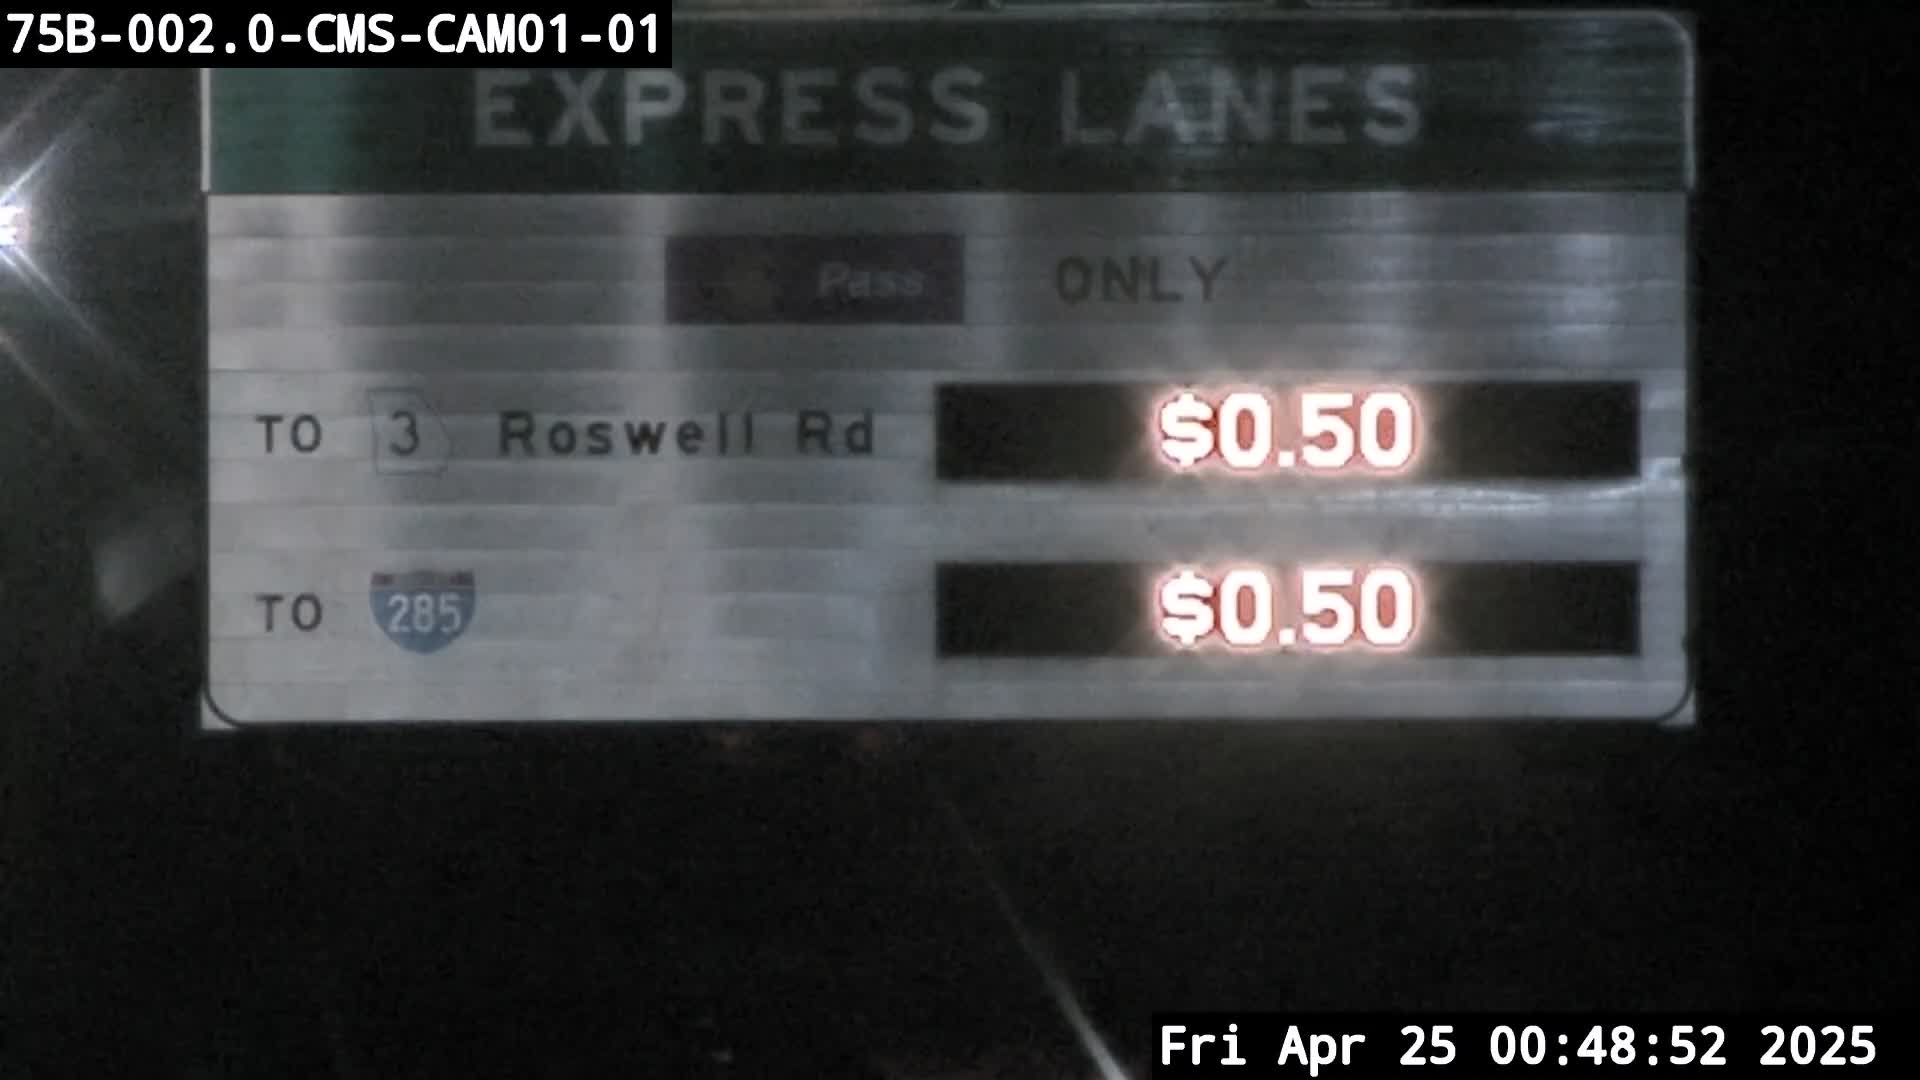 75B-002.0-CMS-CAM01-01
EXPRESS LANES
Pass ONLY
TO 3 Roswell Rd $0.50
TO 285 $0.50
Fri Apr 25 00:48:52 2025